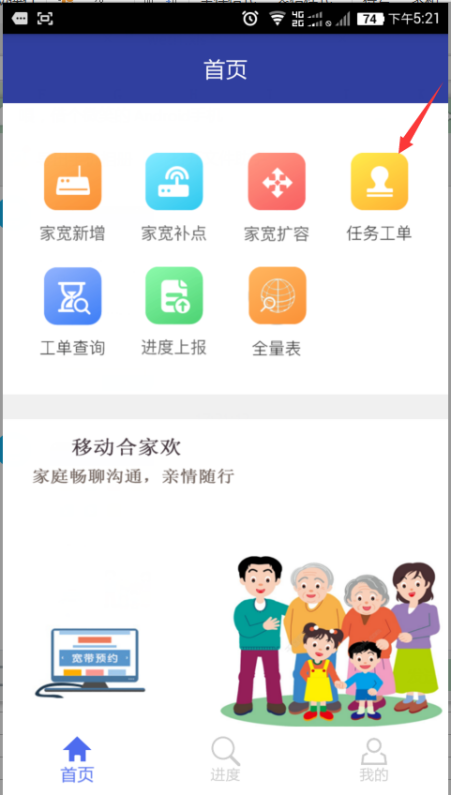 4G
2G
74 下午5:21
首页
家宽新增 家宽补点 家宽扩容 任务工单
工单查询 进度上报 全量表
移动合家欢
家庭畅聊沟通，亲情随行
宽带预约
首页 进度 我的